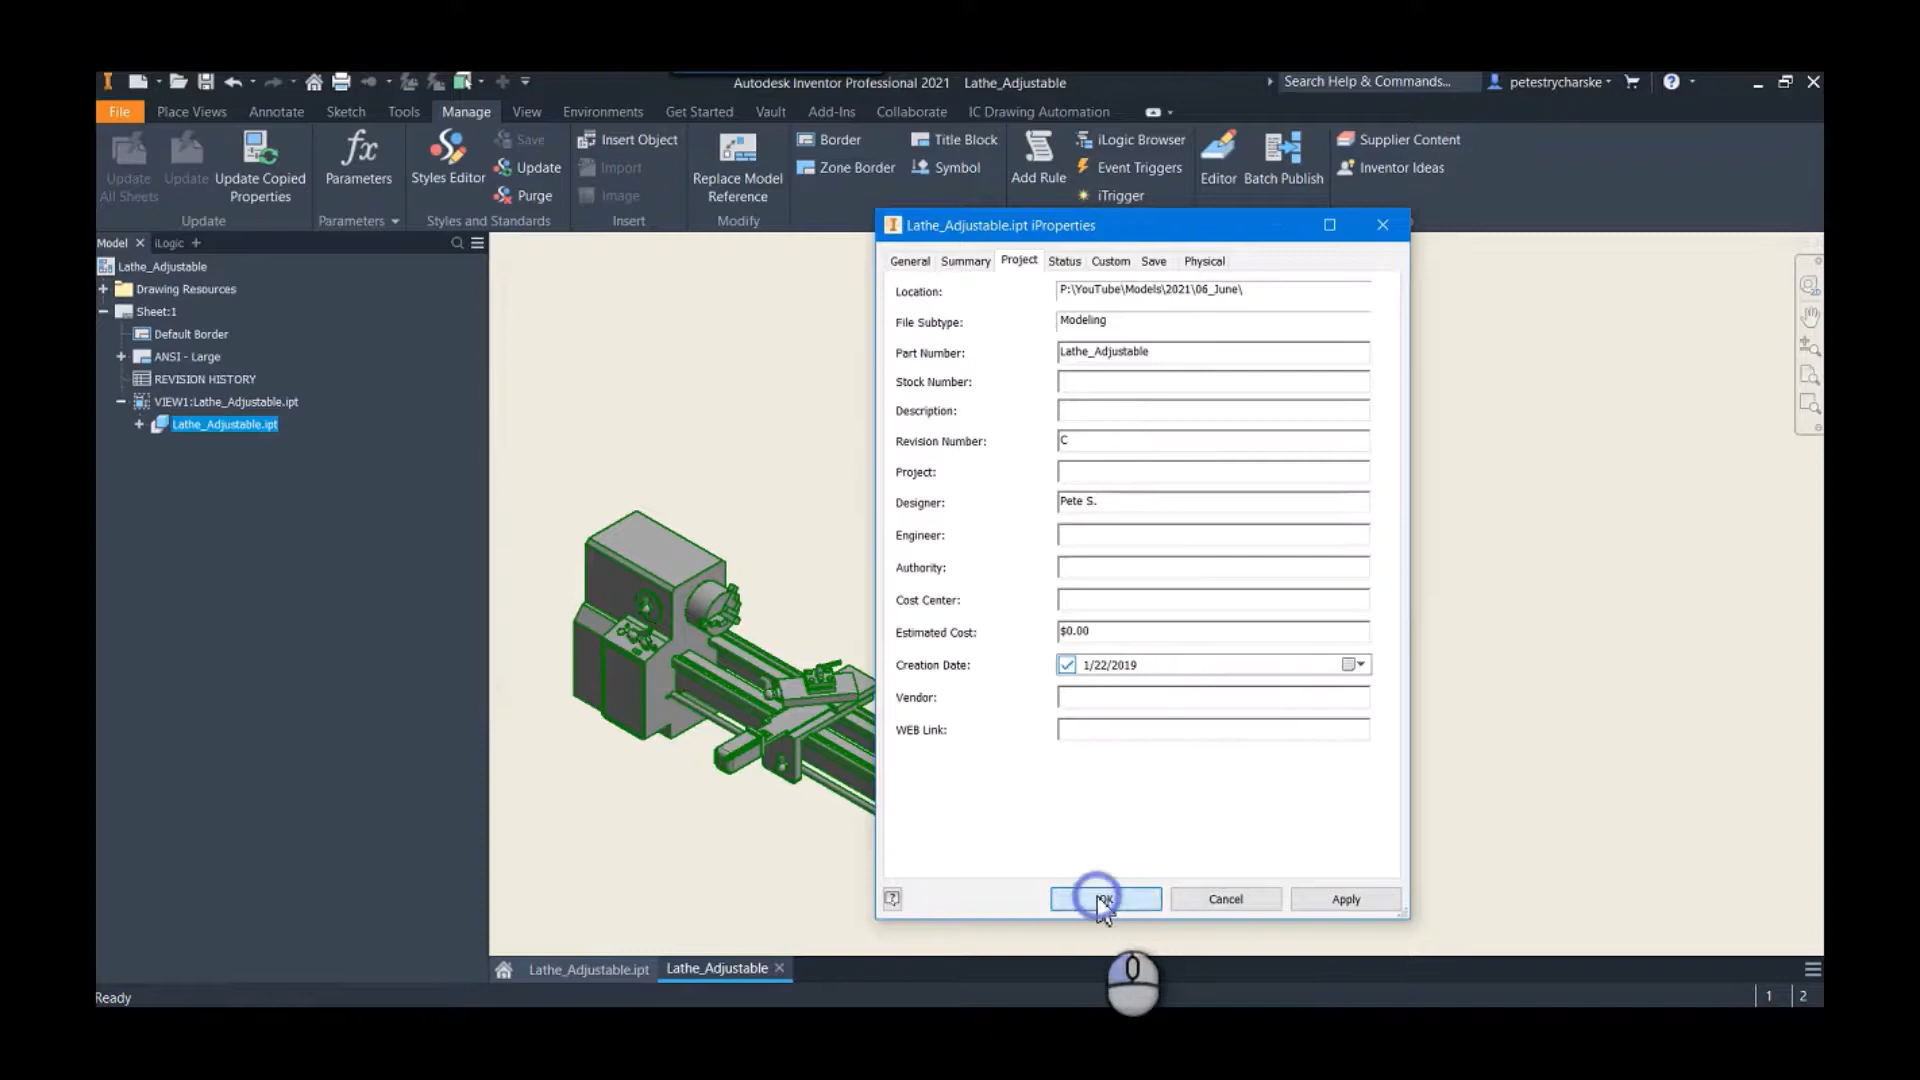 Autodesk Inventor Professional 2021 Lathe_Adjustable
Search Help & Commands...
petestrycharske
File Place Views Annotate Sketch Tools Manage View Environments Get Started Vault Add-Ins Collaborate IC Drawing Automation
Update All Sheets
Update
Update Copied Properties
Update
fx
Parameters
Parameters
Styles Editor
Save
Update
Purge
Styles and Standards
Insert Object
Import
Image
Insert
Replace Model Reference
Modify
Border
Zone Border
Title Block
Symbol
Add Rule
iLogic Browser
Event Triggers
iTrigger
Editor
Batch Publish
Supplier Content
Inventor Ideas
Model
iLogic
Lathe_Adjustable
Drawing Resources
Sheet:1
Default Border
ANSI - Large
REVISION HISTORY
VIEW1:Lathe_Adjustable.ipt
Lathe_Adjustable.ipt
Lathe_Adjustable.ipt iProperties
General Summary Project Status Custom Save Physical
Location: P:\YouTube\Models\2021\06_June\
File Subtype: Modeling
Part Number: Lathe_Adjustable
Stock Number:
Description:
Revision Number: C
Project:
Designer: Pete S.
Engineer:
Authority:
Cost Center:
Estimated Cost: $0.00
Creation Date: 1/22/2019
Vendor:
WEB Link:
OK Cancel Apply
Lathe_Adjustable.ipt
Lathe_Adjustable
Ready
1 2